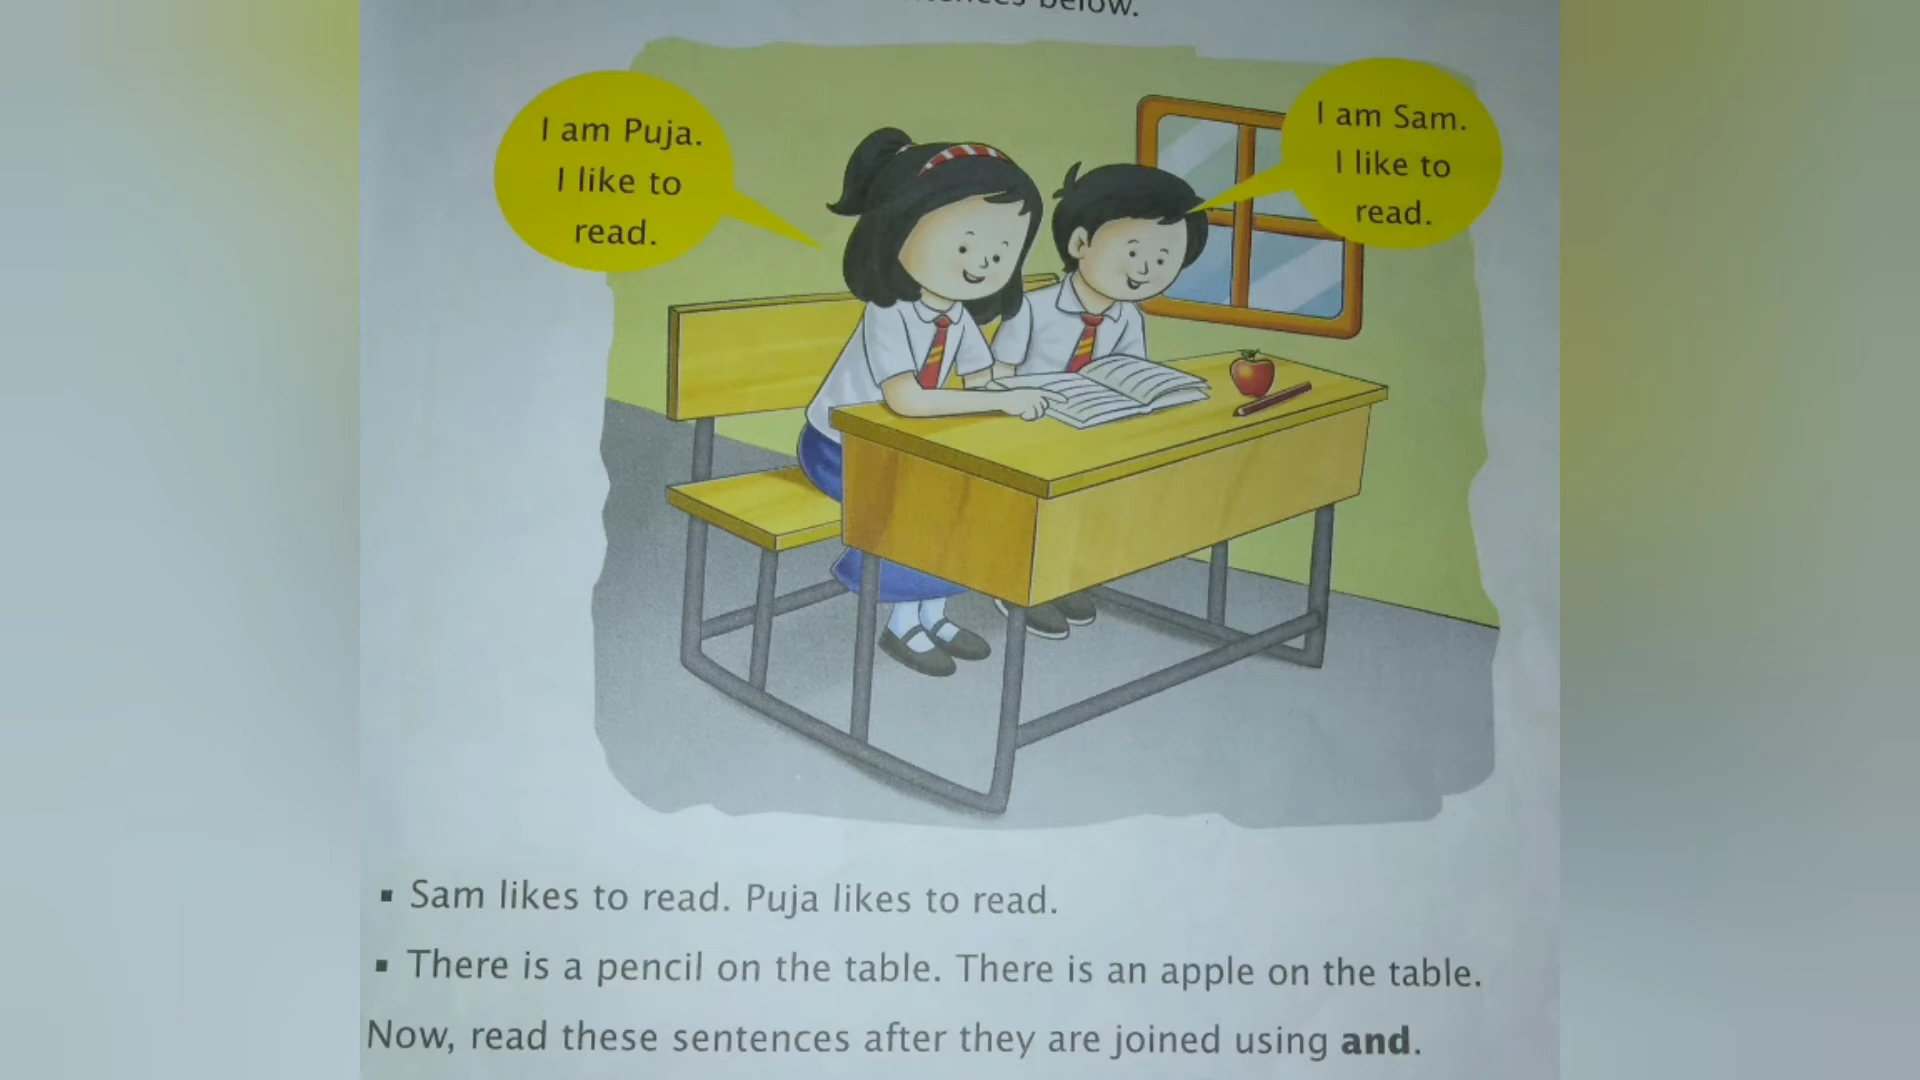 below.
I am Puja.
I like to
read.
I am Sam.
I like to
read.
▪ Sam likes to read. Puja likes to read.
▪ There is a pencil on the table. There is an apple on the table.
Now, read these sentences after they are joined using and.